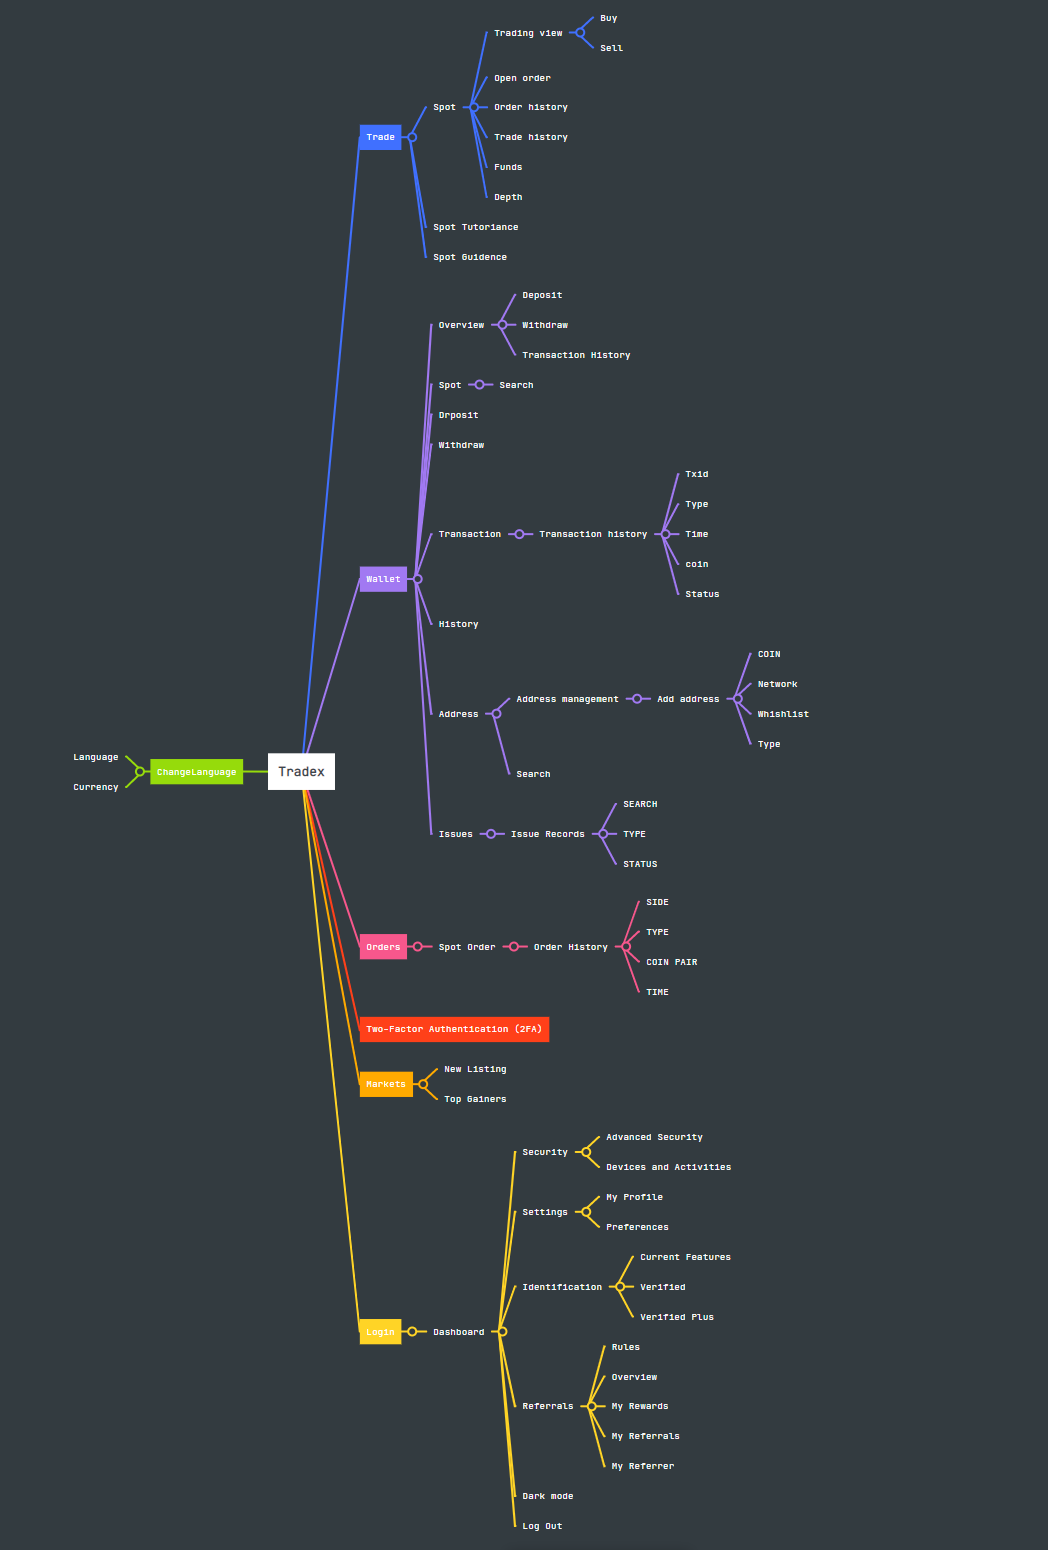 Buy
Trading view
Sell
Open order
Spot
Order history
Trade
Trade history
Funds
Depth
Spot Tutoriance
Spot Guidence
Deposit
Overview
Withdraw
Transaction History
Spot
Search
Drposit
Withdraw
Txid
Type
Transaction
Transaction history
Time
coin
Wallet
Status
History
COIN
Network
Address management
Add address
Address
Whishlist
Type
Language
ChangeLanguage
Tradex
Search
Currency
SEARCH
Issues
Issue Records
TYPE
STATUS
SIDE
TYPE
Orders
Spot Order
Order History
COIN PAIR
TIME
Two-Factor Authentication (2FA)
New Listing
Markets
Top Gainers
Advanced Security
Security
Devices and Activities
My Profile
Settings
Preferences
Current Features
Identification
Verified
Verified Plus
Login
Dashboard
Rules
Overview
Referrals
My Rewards
My Referrals
My Referrer
Dark mode
Log Out